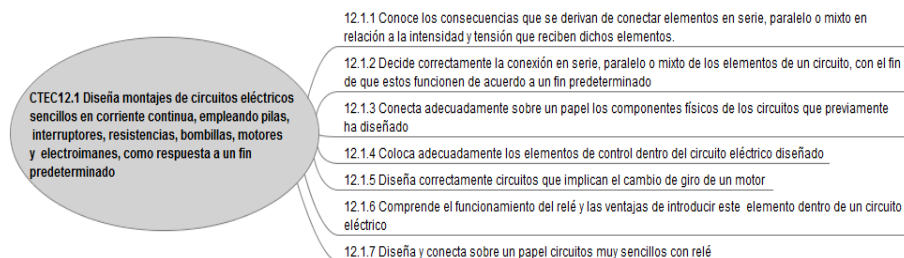 CTEC12.1 Diseña montajes de circuitos eléctricos
sencillos en corriente continua, empleando pilas,
interruptores, resistencias, bombillas, motores
y electroimanes, como respuesta a un fin
predeterminado
12.1.1 Conoce los consecuencias que se derivan de conectar elementos en serie, paralelo o mixto en
relación a la intensidad y tensión que reciben dichos elementos.
12.1.2 Decide correctamente la conexión en serie, paralelo o mixto de los elementos de un circuito, con el fin
de que estos funcionen de acuerdo a un fin predeterminado
12.1.3 Conecta adecuadamente sobre un papel los componentes físicos de los circuitos que previamente
ha diseñado
12.1.4 Coloca adecuadamente los elementos de control dentro del circuito eléctrico diseñado
12.1.5 Diseña correctamente circuitos que implican el cambio de giro de un motor
12.1.6 Comprende el funcionamiento del relé y las ventajas de introducir este elemento dentro de un circuito
eléctrico
12.1.7 Diseña y conecta sobre un papel circuitos muy sencillos con relé